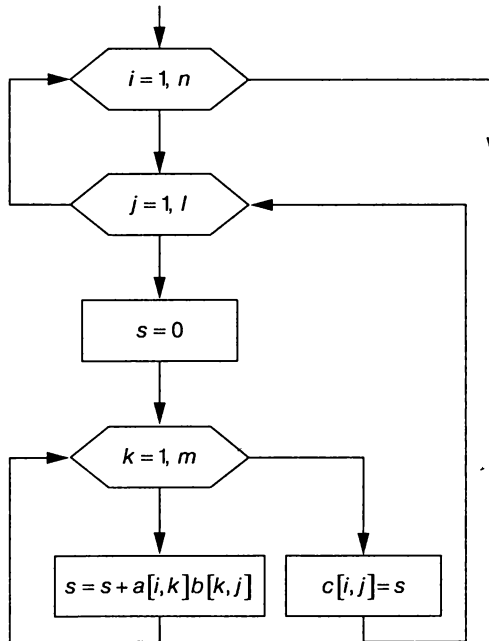 i = 1, n
j = 1, l
s = 0
k = 1, m
s = s + a[i, k]b[k, j]
c[i, j] = s